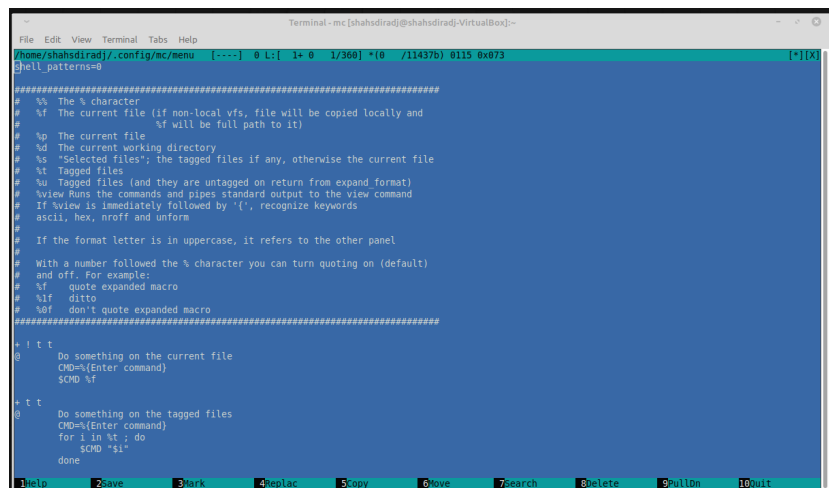 Terminal - mc [shahsdiradj@shahsdiradj-VirtualBox]:~
File Edit View Terminal Tabs Help
/home/shahsdiradj/.config/mc/menu [----] 0 L:[ 1+ 0 1/360] *(0 /11437b) 0115 0x073 [*][X]
shell_patterns=0
###############################################################################
# %% The % character
# %f The current file (if non-local vfs, file will be copied locally and
# %f will be full path to it)
# %p The current file
# %d The current working directory
# %s "Selected files"; the tagged files if any, otherwise the current file
# %t Tagged files
# %u Tagged files (and they are untagged on return from expand_format)
# %view Runs the commands and pipes standard output to the view command
# If %view is immediately followed by '{', recognize keywords
# ascii, hex, nroff and unform
#
# If the format letter is in uppercase, it refers to the other panel
#
# With a number followed the % character you can turn quoting on (default)
# and off. For example:
# %f quote expanded macro
# %1f ditto
# %0f don't quote expanded macro
###############################################################################
+ ! t t
@ Do something on the current file
CMD=%{Enter command}
$CMD %f
+ t t
@ Do something on the tagged files
CMD=%{Enter command}
for i in %t ; do
$CMD "$i"
done
1Help 2Save 3Mark 4Replac 5Copy 6Move 7Search 8Delete 9PullDn 10Quit